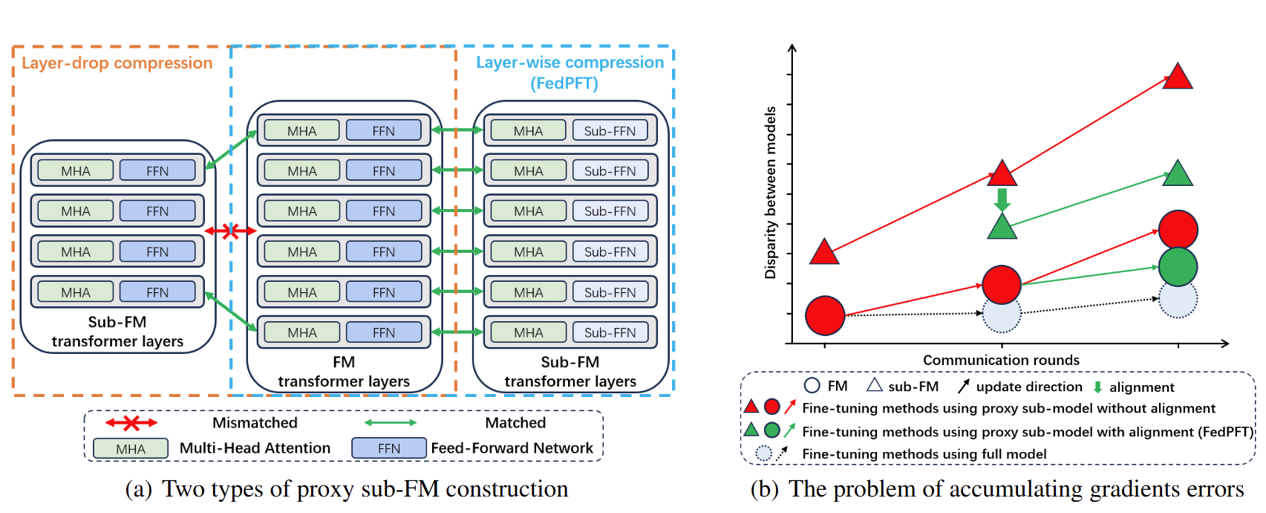 Layer-drop compression
Layer-wise compression
(FedPFT)
MHA FFN
MHA FFN
MHA FFN
MHA FFN
Sub-FM
transformer layers
MHA FFN
MHA FFN
MHA FFN
MHA FFN
MHA FFN
MHA FFN
FM
transformer layers
MHA Sub-FFN
MHA Sub-FFN
MHA Sub-FFN
MHA Sub-FFN
MHA Sub-FFN
MHA Sub-FFN
Sub-FM
transformer layers
Mismatched
Matched
MHA Multi-Head Attention
FFN Feed-Forward Network
(a) Two types of proxy sub-FM construction
Disparity between models
Communication rounds
FM sub-FM update direction alignment
Fine-tuning methods using proxy sub-model without alignment
Fine-tuning methods using proxy sub-model with alignment (FedPFT)
Fine-tuning methods using full model
(b) The problem of accumulating gradients errors